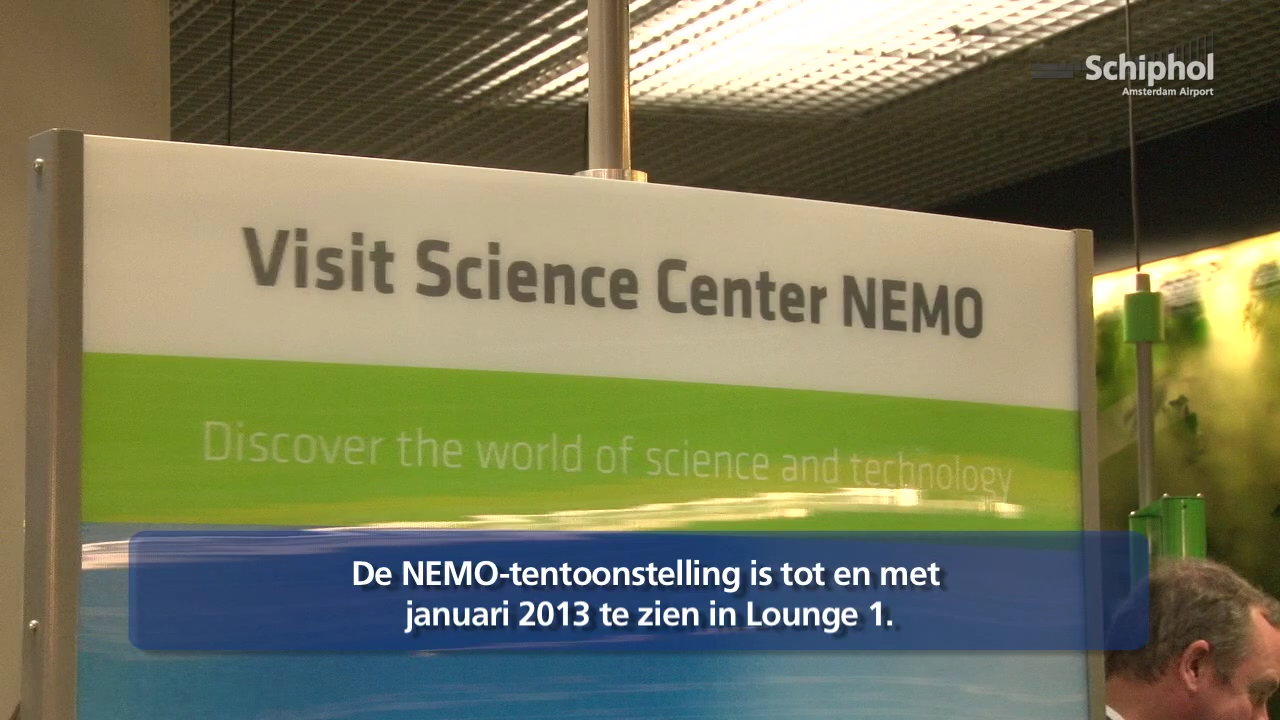 Schiphol
Amsterdam Airport
Visit Science Center NEMO
Discover the world of science and technology
De NEMO-tentoonstelling is tot en met
januari 2013 te zien in Lounge 1.